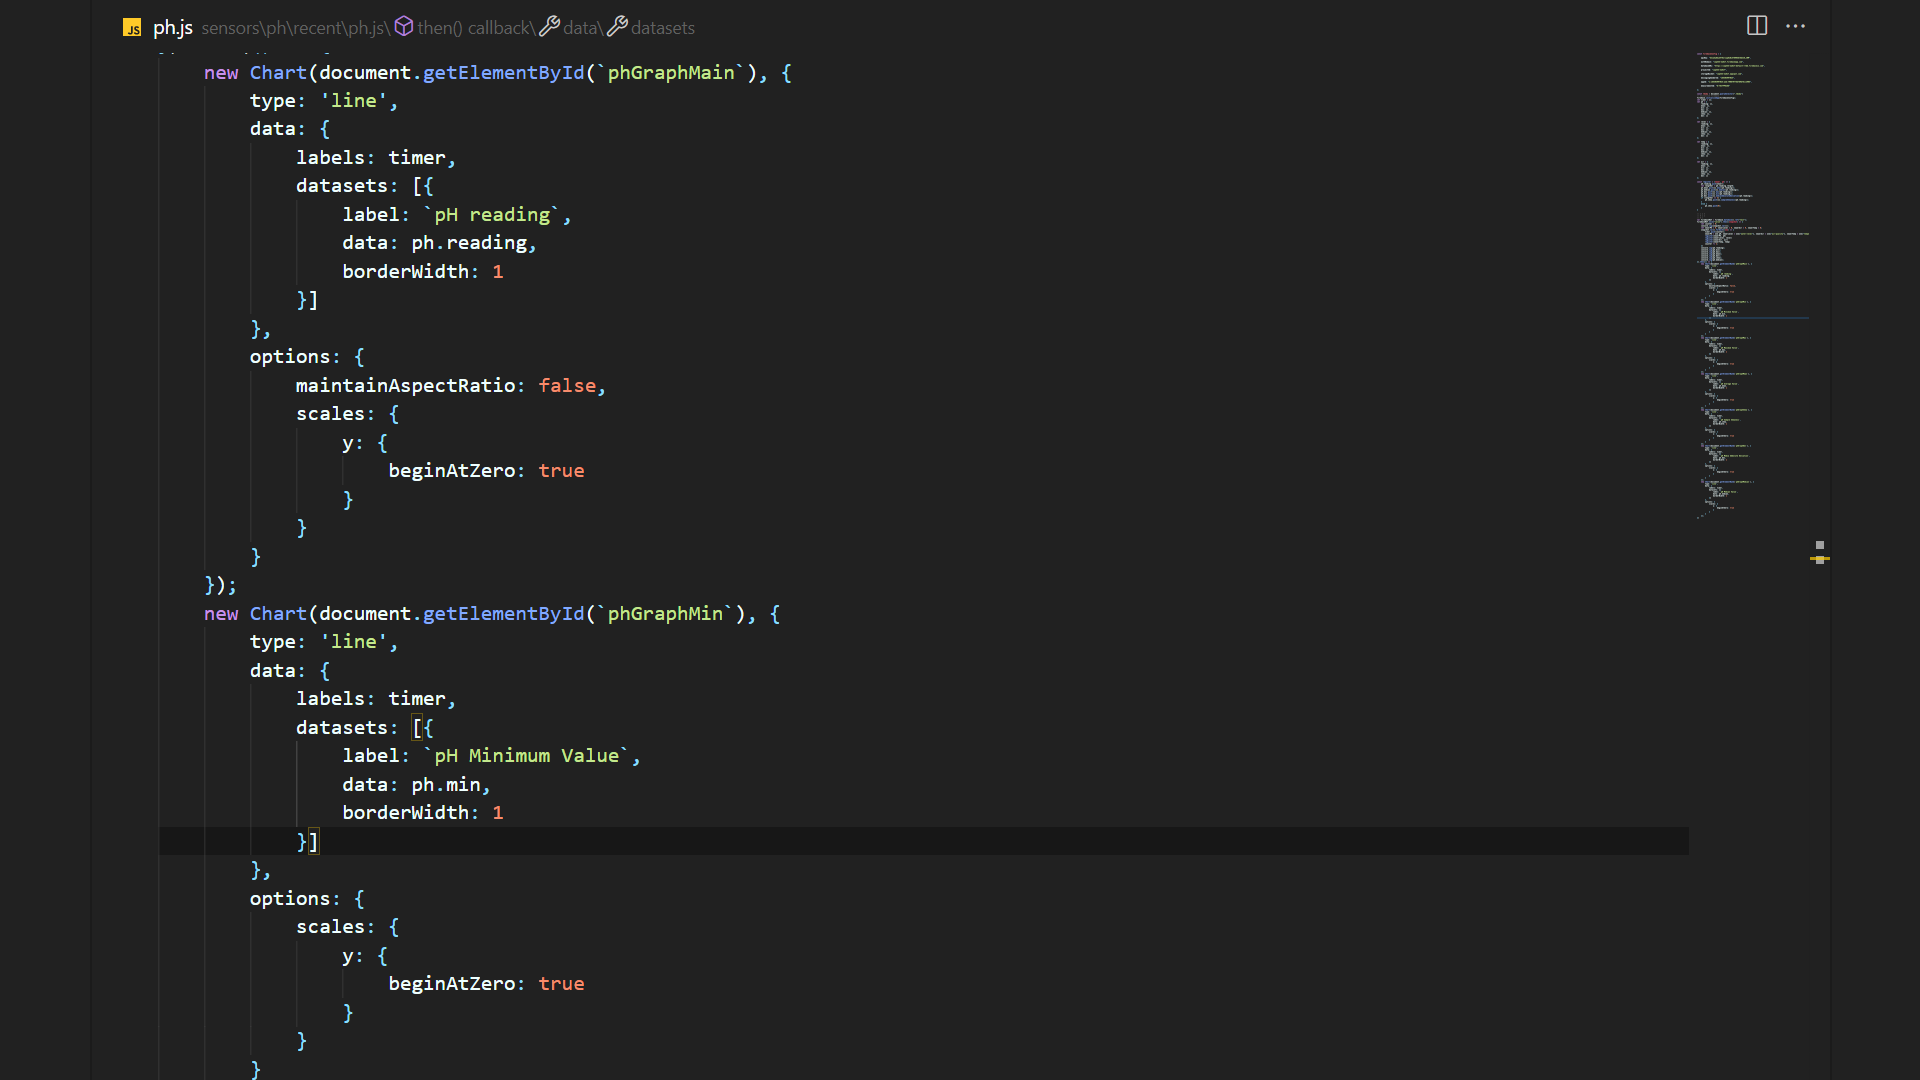 JS ph.js sensors\ph\recent\ph.js\ then() callback\ data\ datasets
new Chart(document.getElementById(`phGraphMain`), {
type: 'line',
data: {
labels: timer,
datasets: [{
label: `pH reading`,
data: ph.reading,
borderWidth: 1
}]
},
options: {
maintainAspectRatio: false,
scales: {
y: {
beginAtZero: true
}
}
}
});
new Chart(document.getElementById(`phGraphMin`), {
type: 'line',
data: {
labels: timer,
datasets: [{
label: `pH Minimum Value`,
data: ph.min,
borderWidth: 1
}]
},
options: {
scales: {
y: {
beginAtZero: true
}
}
}